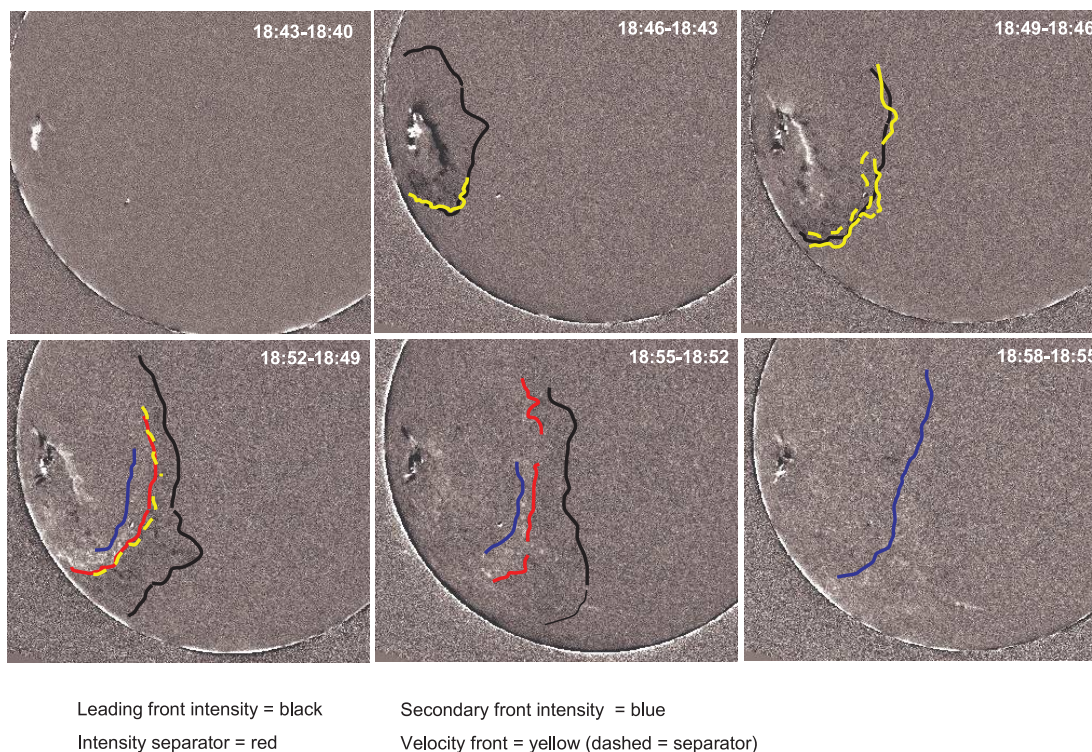 18:43-18:40
18:46-18:43
18:49-18:46
18:52-18:49
18:55-18:52
18:58-18:55
Leading front intensity = black
Secondary front intensity = blue
Intensity separator = red
Velocity front = yellow (dashed = separator)